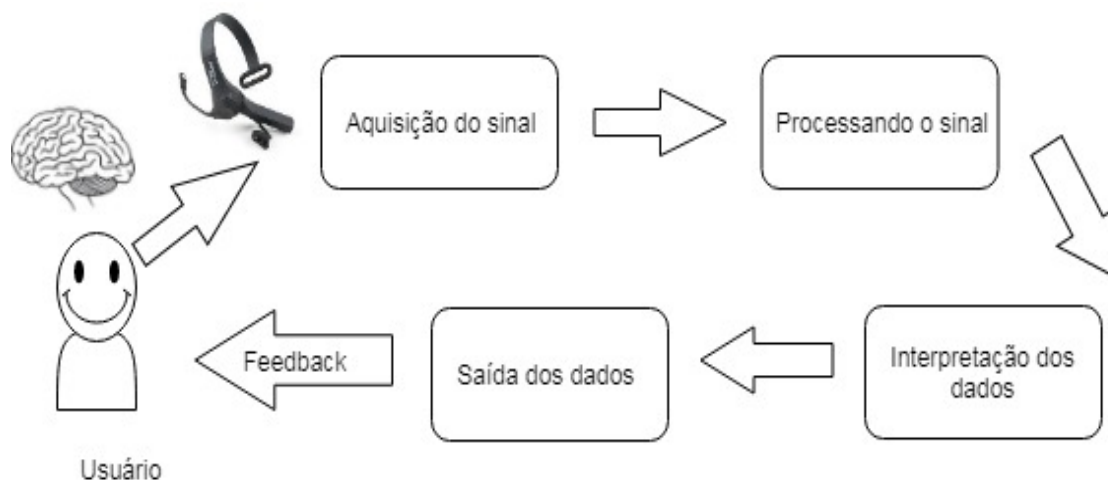 Aquisição do sinal
Processando o sinal
Interpretação dos
dados
Saída dos dados
Feedback
Usuário